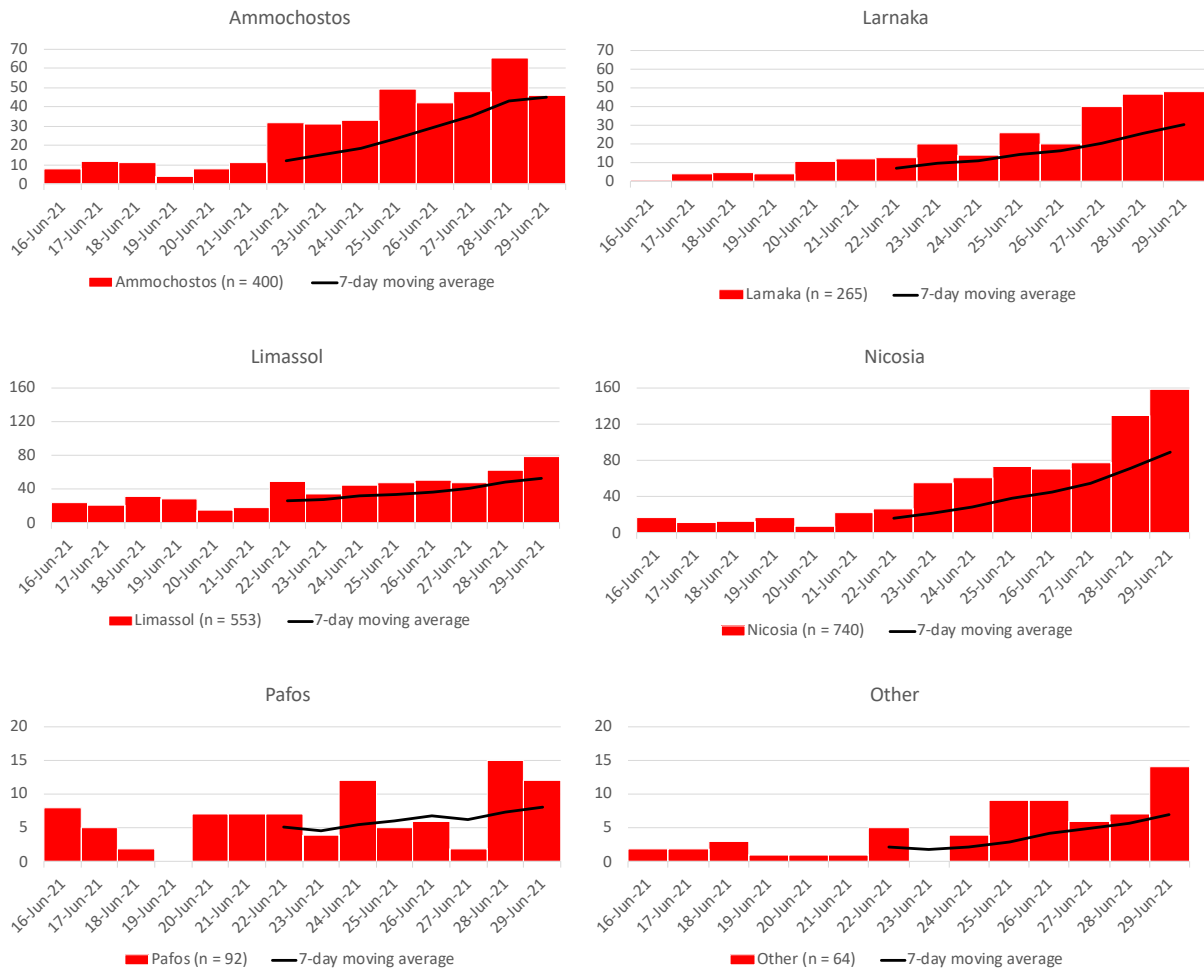 Ammochostos
70
60
50
40
30
20
10
0
16-Jun-21
17-Jun-21
18-Jun-21
19-Jun-21
20-Jun-21
21-Jun-21
22-Jun-21
23-Jun-21
24-Jun-21
25-Jun-21
26-Jun-21
27-Jun-21
28-Jun-21
29-Jun-21
Ammochostos (n = 400) 7-day moving average
Larnaka
70
60
50
40
30
20
10
0
16-Jun-21
17-Jun-21
18-Jun-21
19-Jun-21
20-Jun-21
21-Jun-21
22-Jun-21
23-Jun-21
24-Jun-21
25-Jun-21
26-Jun-21
27-Jun-21
28-Jun-21
29-Jun-21
Larnaka (n = 265) 7-day moving average
Limassol
160
120
80
40
0
16-Jun-21
17-Jun-21
18-Jun-21
19-Jun-21
20-Jun-21
21-Jun-21
22-Jun-21
23-Jun-21
24-Jun-21
25-Jun-21
26-Jun-21
27-Jun-21
28-Jun-21
29-Jun-21
Limassol (n = 553) 7-day moving average
Nicosia
160
120
80
40
0
16-Jun-21
17-Jun-21
18-Jun-21
19-Jun-21
20-Jun-21
21-Jun-21
22-Jun-21
23-Jun-21
24-Jun-21
25-Jun-21
26-Jun-21
27-Jun-21
28-Jun-21
29-Jun-21
Nicosia (n = 740) 7-day moving average
Pafos
20
15
10
5
0
16-Jun-21
17-Jun-21
18-Jun-21
19-Jun-21
20-Jun-21
21-Jun-21
22-Jun-21
23-Jun-21
24-Jun-21
25-Jun-21
26-Jun-21
27-Jun-21
28-Jun-21
29-Jun-21
Pafos (n = 92) 7-day moving average
Other
20
15
10
5
0
16-Jun-21
17-Jun-21
18-Jun-21
19-Jun-21
20-Jun-21
21-Jun-21
22-Jun-21
23-Jun-21
24-Jun-21
25-Jun-21
26-Jun-21
27-Jun-21
28-Jun-21
29-Jun-21
Other (n = 64) 7-day moving average